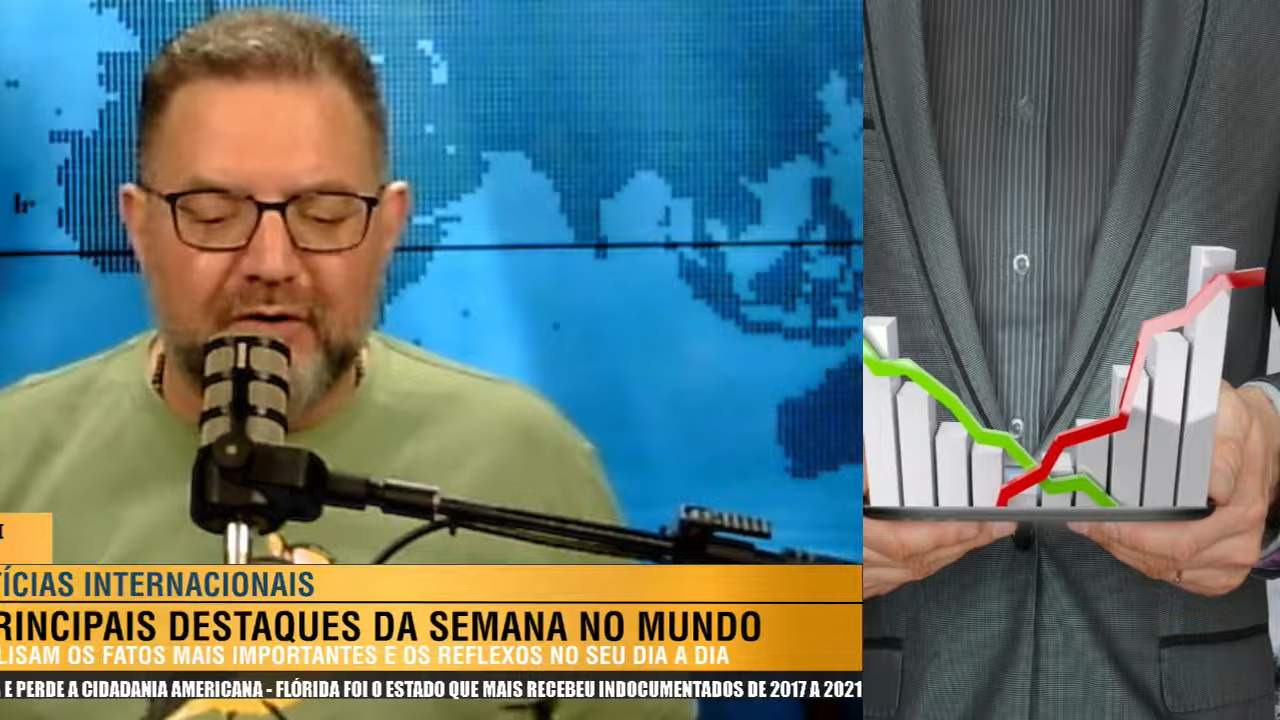 TÍCIAS INTERNACIONAIS
RINCIPAIS DESTAQUES DA SEMANA NO MUNDO
LISAM OS FATOS MAIS IMPORTANTES E OS REFLEXOS NO SEU DIA A DIA
E PERDE A CIDADANIA AMERICANA - FLÓRIDA FOI O ESTADO QUE MAIS RECEBEU INDOCUMENTADOS DE 2017 A 2021